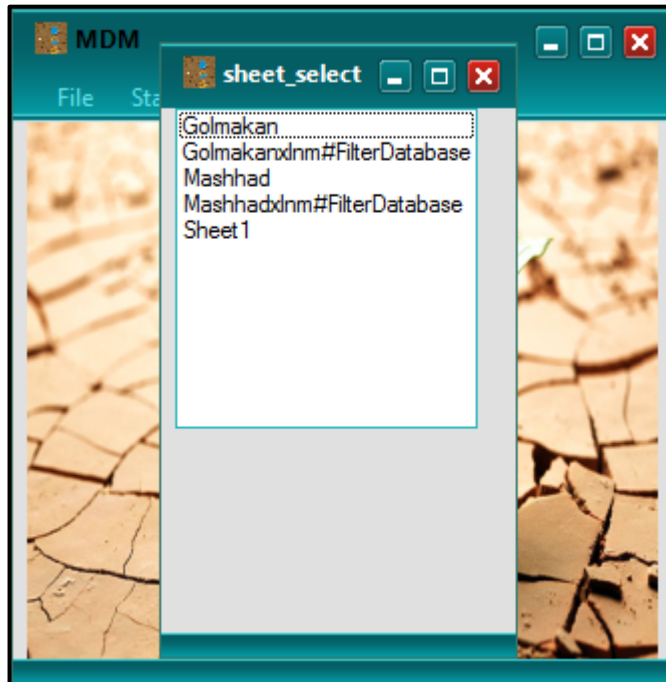 MDM
File Sta
sheet_select
Golmakan
Golmakanxlnm#FilterDatabase
Mashhad
Mashhadxlnm#FilterDatabase
Sheet1